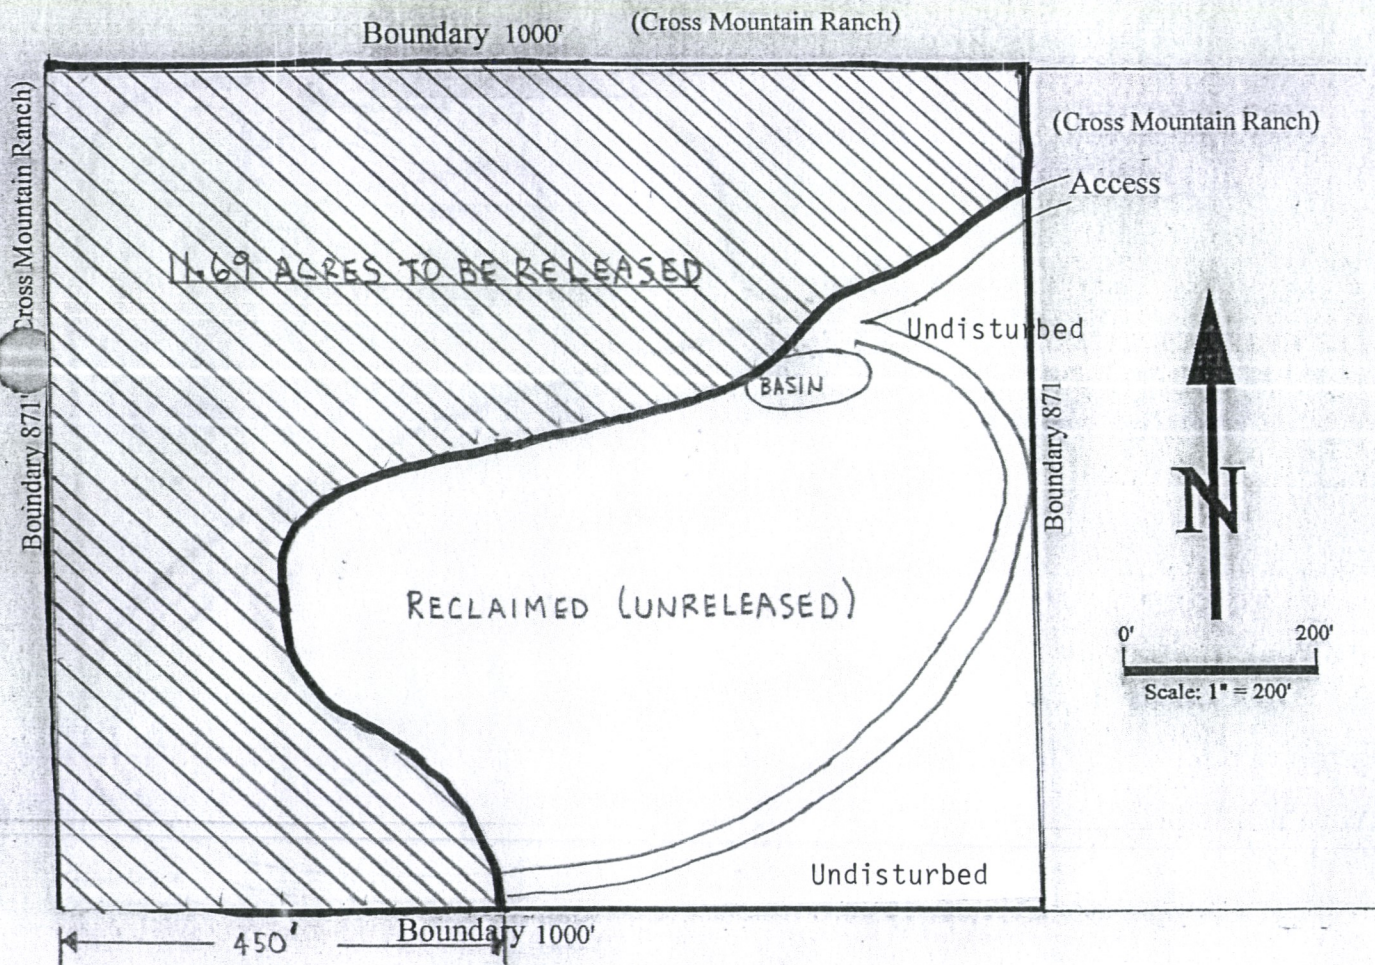 Boundary 1000'
(Cross Mountain Ranch)
(Cross Mountain Ranch)
Access
Cross Mountain Ranch)
11.69 ACRES TO BE RELEASED
Undisturbed
BASIN
Boundary 871'
Boundary 871
N
RECLAIMED (UNRELEASED)
0' 200'
Scale: 1" = 200'
Undisturbed
450'
Boundary 1000'